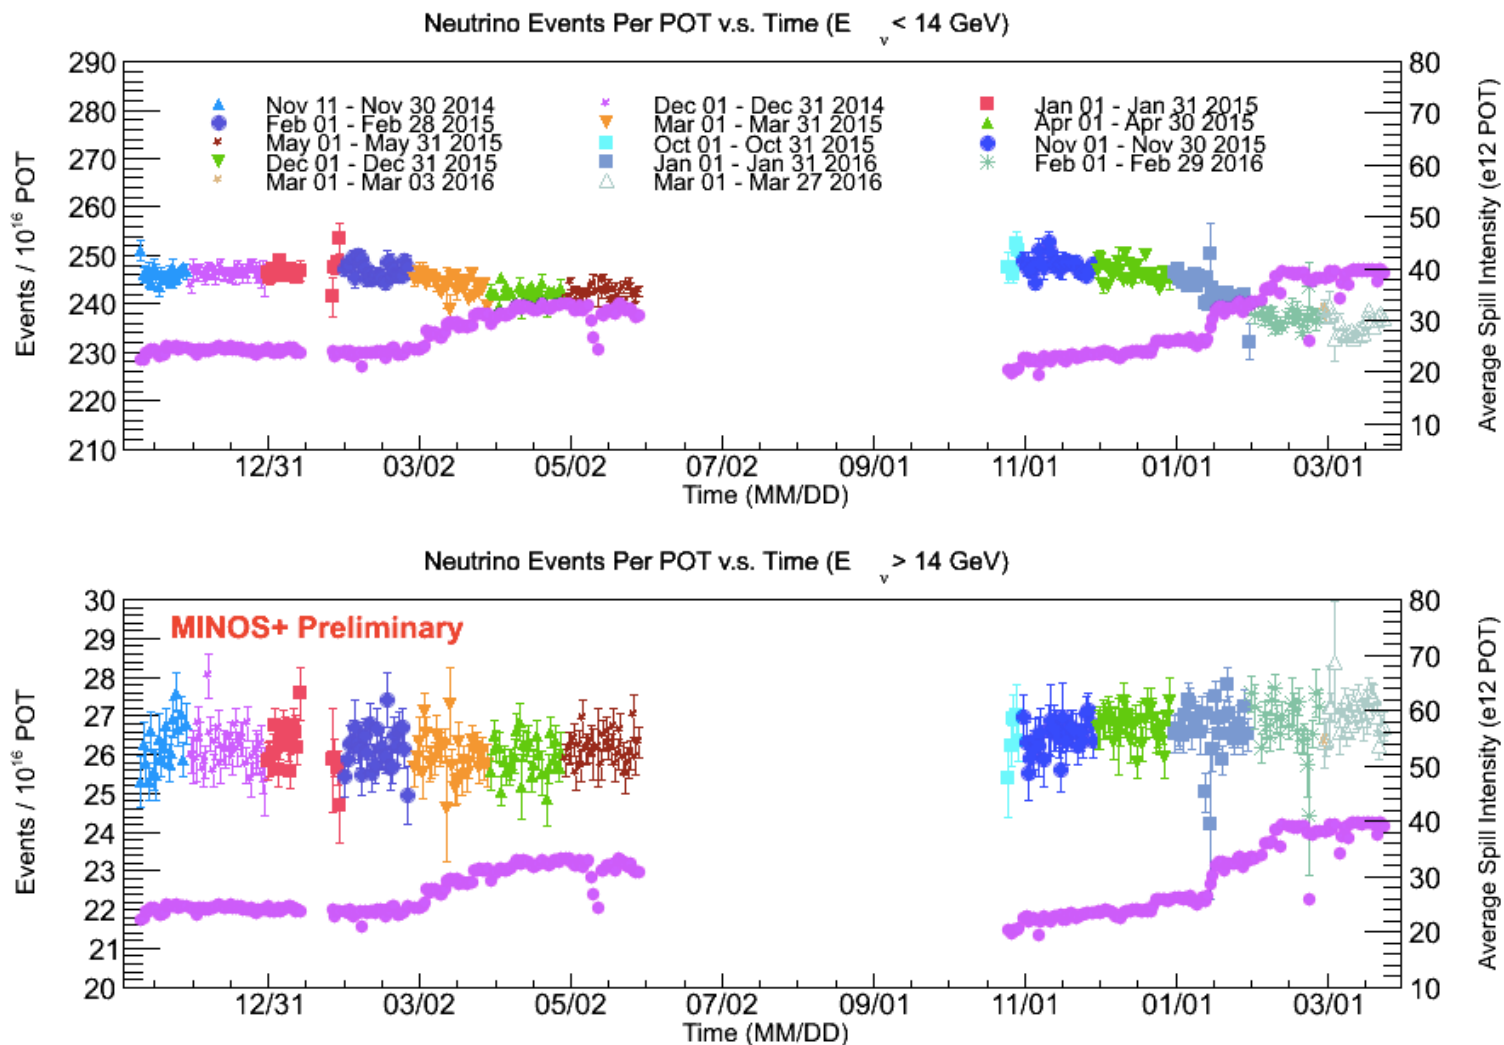 Neutrino Events Per POT v.s. Time (E ν < 14 GeV)
290
280
270
260
250
240
230
220
210
Events / 10¹⁶ POT
80
70
60
50
40
30
20
10
Average Spill Intensity (e12 POT)
Nov 11 - Nov 30 2014
Dec 01 - Dec 31 2014
Jan 01 - Jan 31 2015
Feb 01 - Feb 28 2015
Mar 01 - Mar 31 2015
Apr 01 - Apr 30 2015
May 01 - May 31 2015
Oct 01 - Oct 31 2015
Nov 01 - Nov 30 2015
Dec 01 - Dec 31 2015
Jan 01 - Jan 31 2016
Feb 01 - Feb 29 2016
Mar 01 - Mar 03 2016
Mar 01 - Mar 27 2016
12/31 03/02 05/02 07/02 09/01 11/01 01/01 03/01
Time (MM/DD)
Neutrino Events Per POT v.s. Time (E ν > 14 GeV)
MINOS+ Preliminary
30
29
28
27
26
25
24
23
22
21
20
Events / 10¹⁶ POT
80
70
60
50
40
30
20
10
Average Spill Intensity (e12 POT)
12/31 03/02 05/02 07/02 09/01 11/01 01/01 03/01
Time (MM/DD)